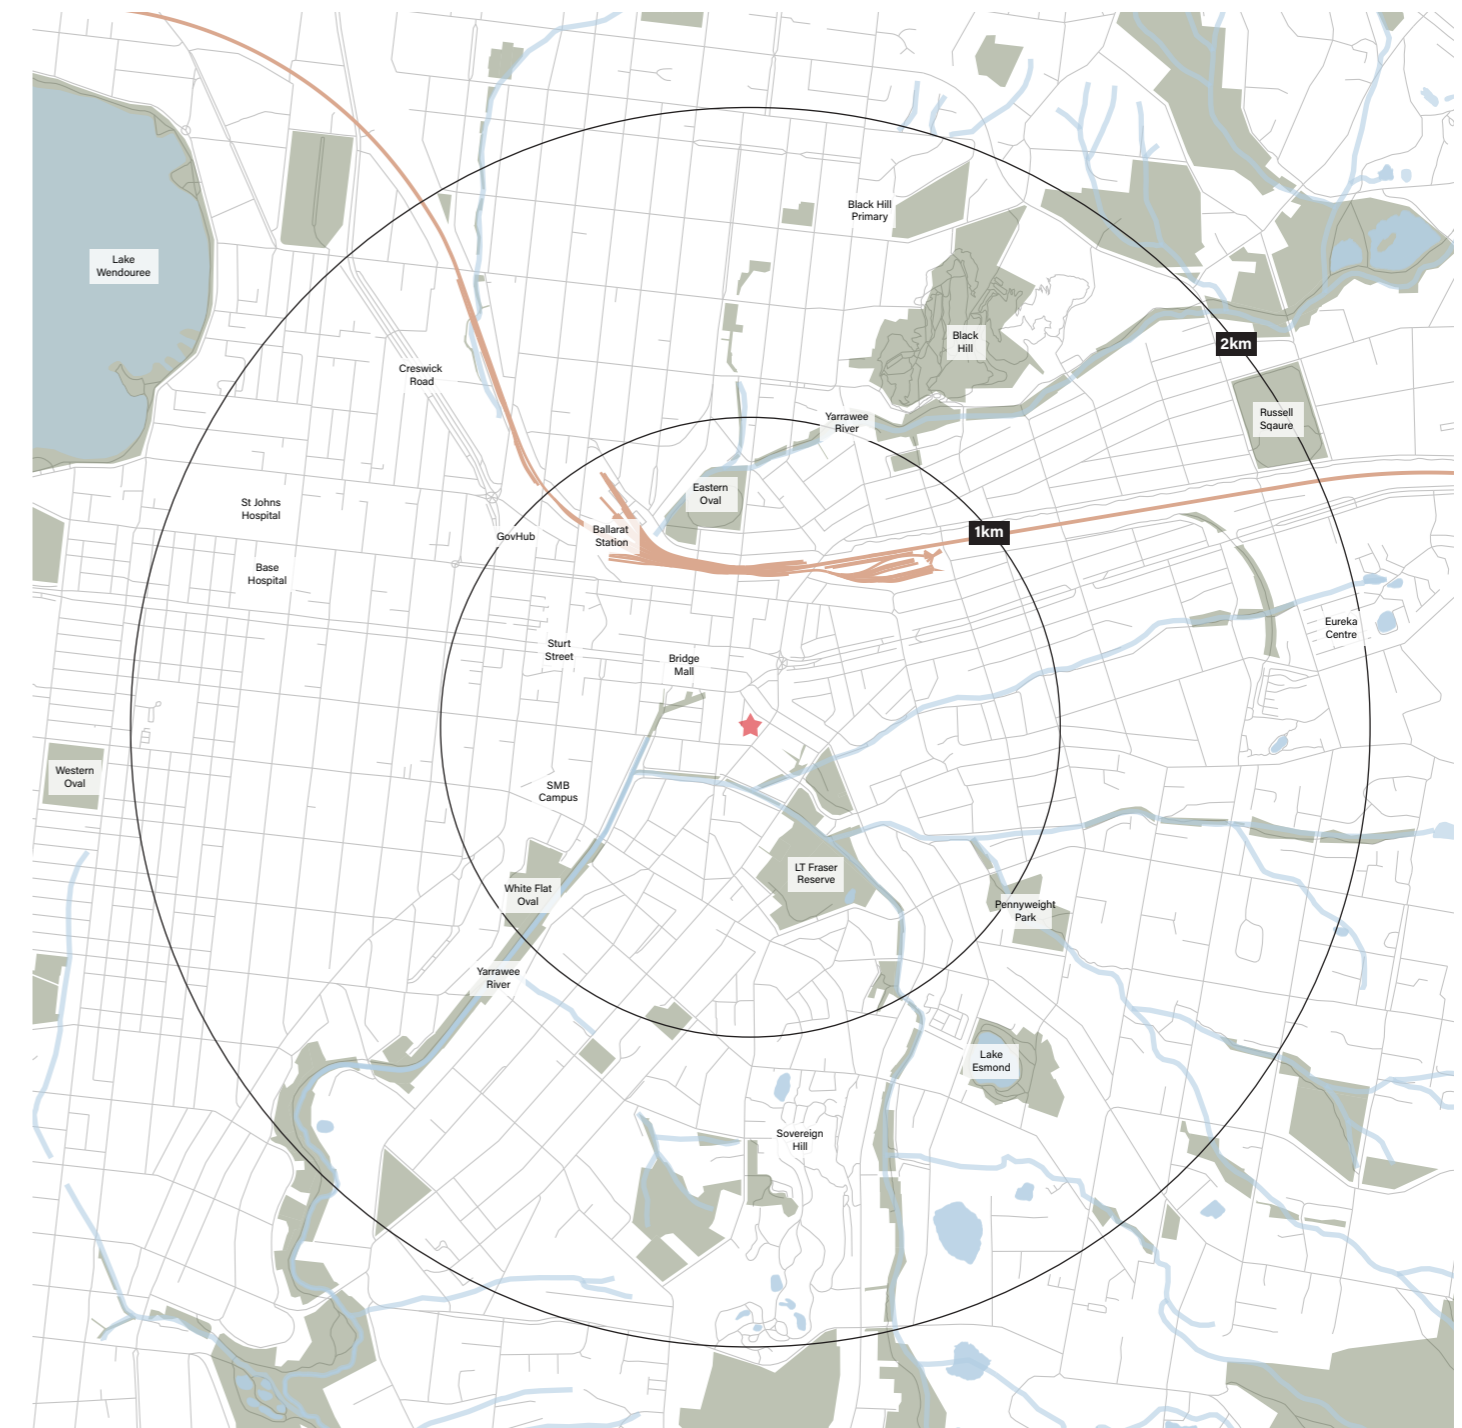 Black Hill
Primary
Lake
Wendouree
2km
Black
Hill
Creswick
Road
Russell
Sqaure
Yarrawee
River
Eastern
Oval
St Johns
Hospital
1km
Ballarat
Station
GovHub
Base
Hospital
Eureka
Centre
Sturt
Street
Bridge
Mall
Western
Oval
SMB
Campus
LT Fraser
Reserve
White Flat
Oval
Pennyweight
Park
Yarrawee
River
Lake
Esmond
Sovereign
Hill